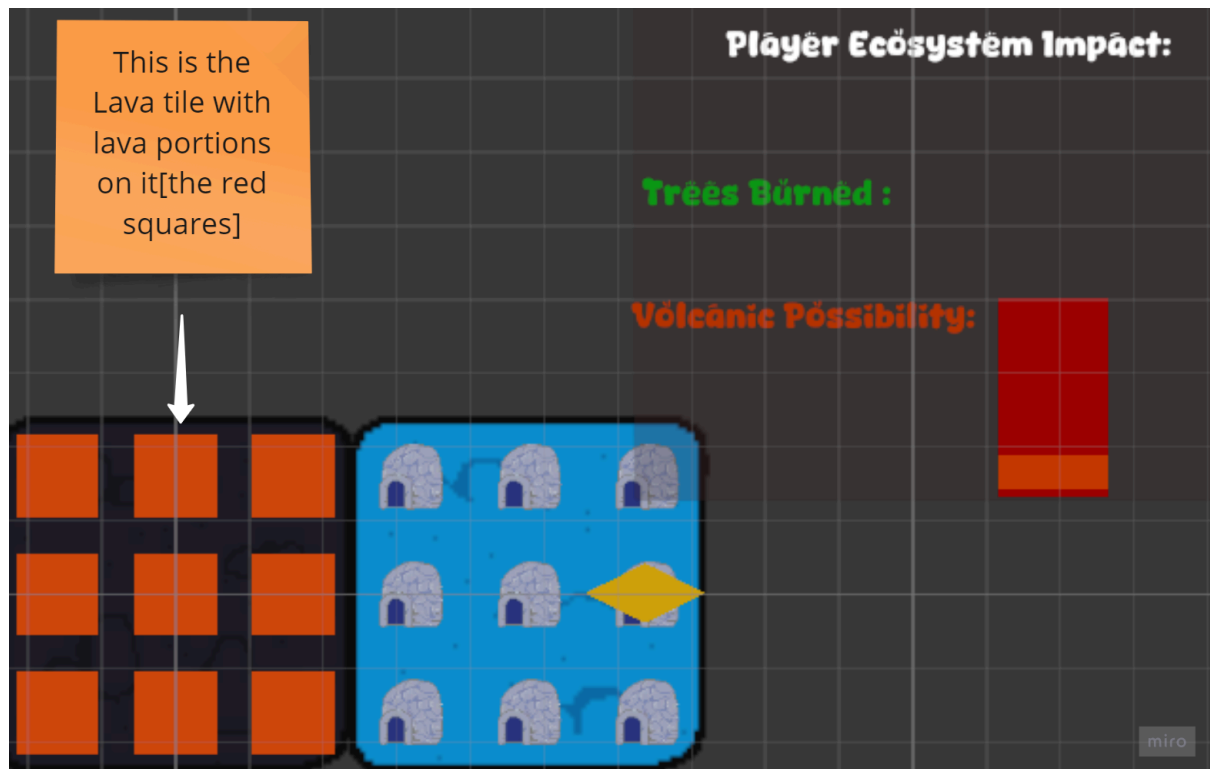 This is the
Lava tile with
lava portions
on it[the red
squares]
Player Ecosystem Impact:
Trees Burned :
Volcanic Possibility:
miro